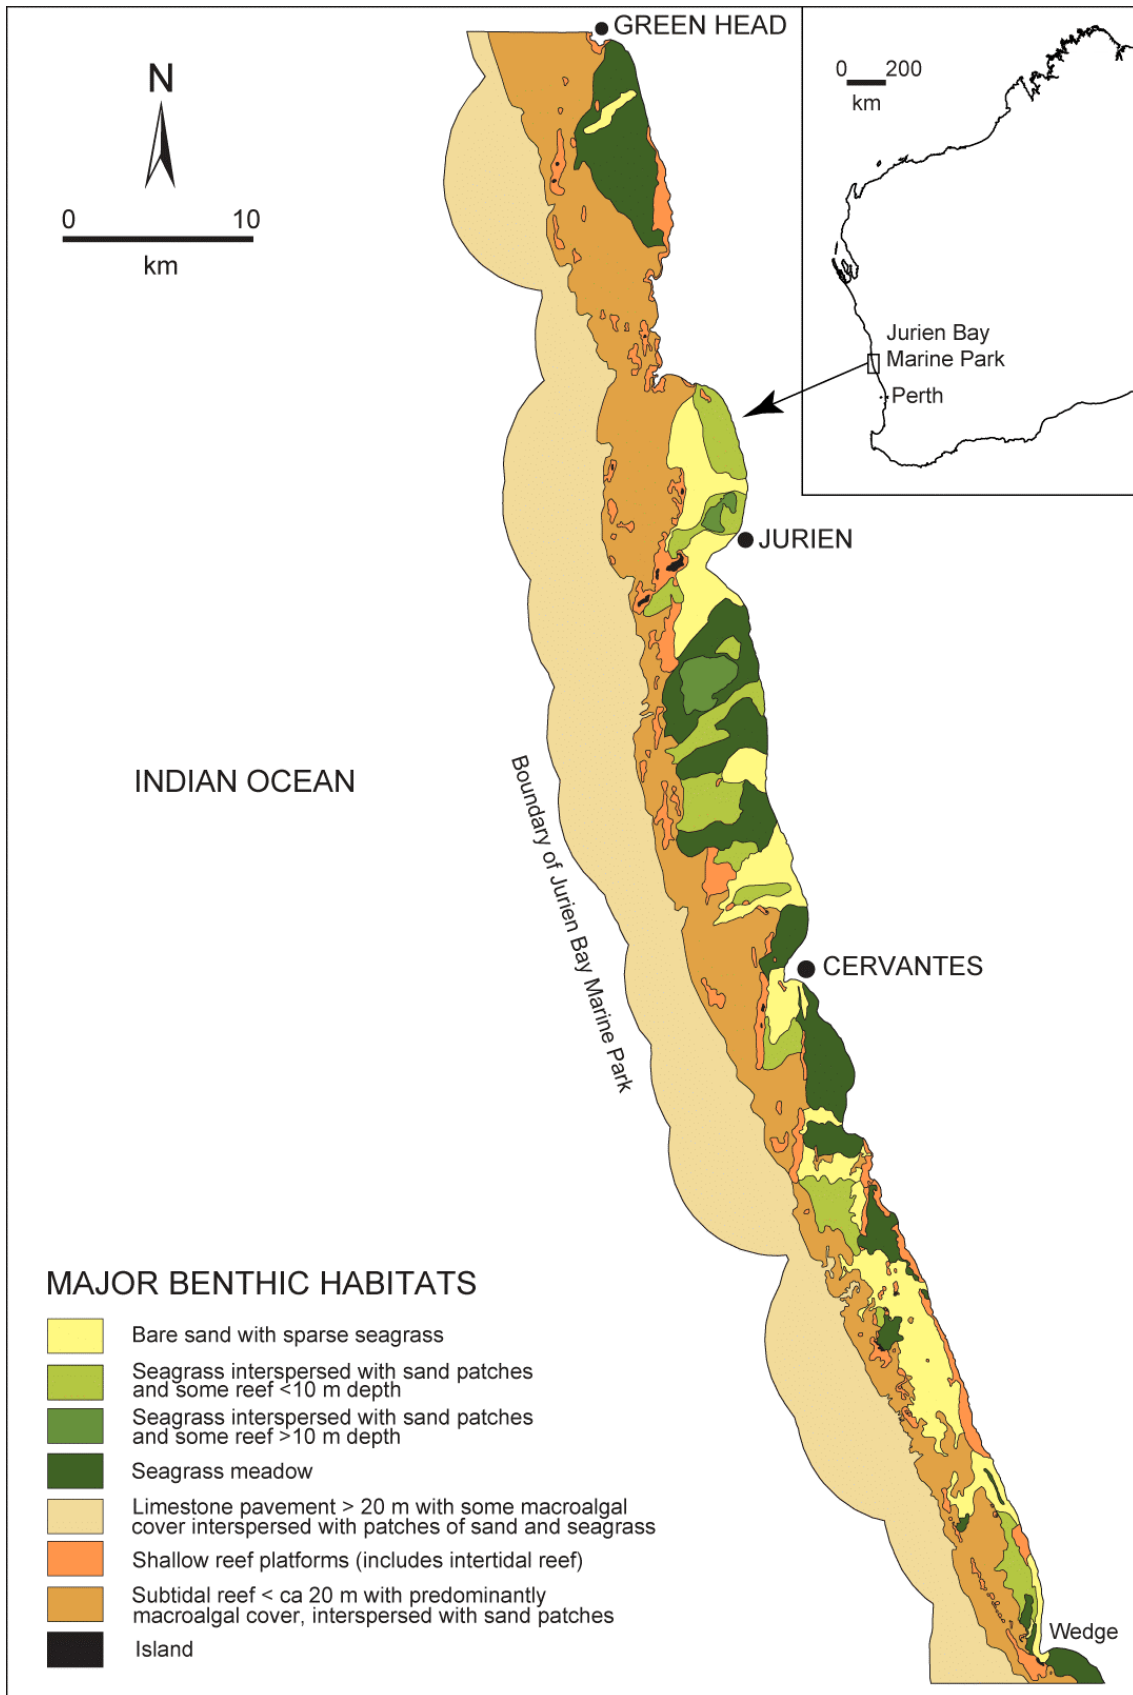 GREEN HEAD
N
0 10
km
0 200
km
Jurien Bay
Marine Park
Perth
JURIEN
INDIAN OCEAN
Boundary of Jurien Bay Marine Park
CERVANTES
MAJOR BENTHIC HABITATS
Bare sand with sparse seagrass
Seagrass interspersed with sand patches
and some reef <10 m depth
Seagrass interspersed with sand patches
and some reef >10 m depth
Seagrass meadow
Limestone pavement > 20 m with some macroalgal
cover interspersed with patches of sand and seagrass
Shallow reef platforms (includes intertidal reef)
Subtidal reef < ca 20 m with predominantly
macroalgal cover, interspersed with sand patches
Island
Wedge